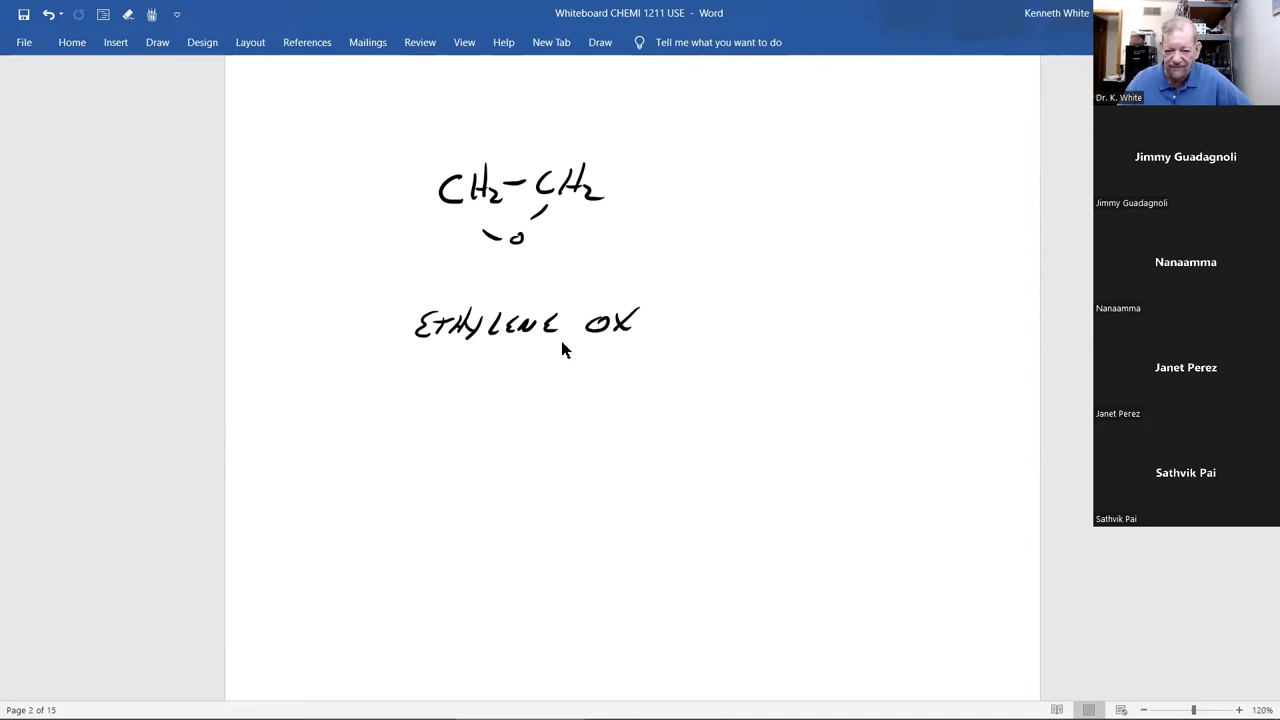 Whiteboard CHEMI 1211 USE - Word
Kenneth White
File Home Insert Draw Design Layout References Mailings Review View Help New Tab Draw Tell me what you want to do
Dr. K. White
Jimmy Guadagnoli
Jimmy Guadagnoli
Nanaamma
Nanaamma
Janet Perez
Janet Perez
Sathvik Pai
Sathvik Pai
CH2-CH2
O
ETHYLENE OX
Page 2 of 15
120%